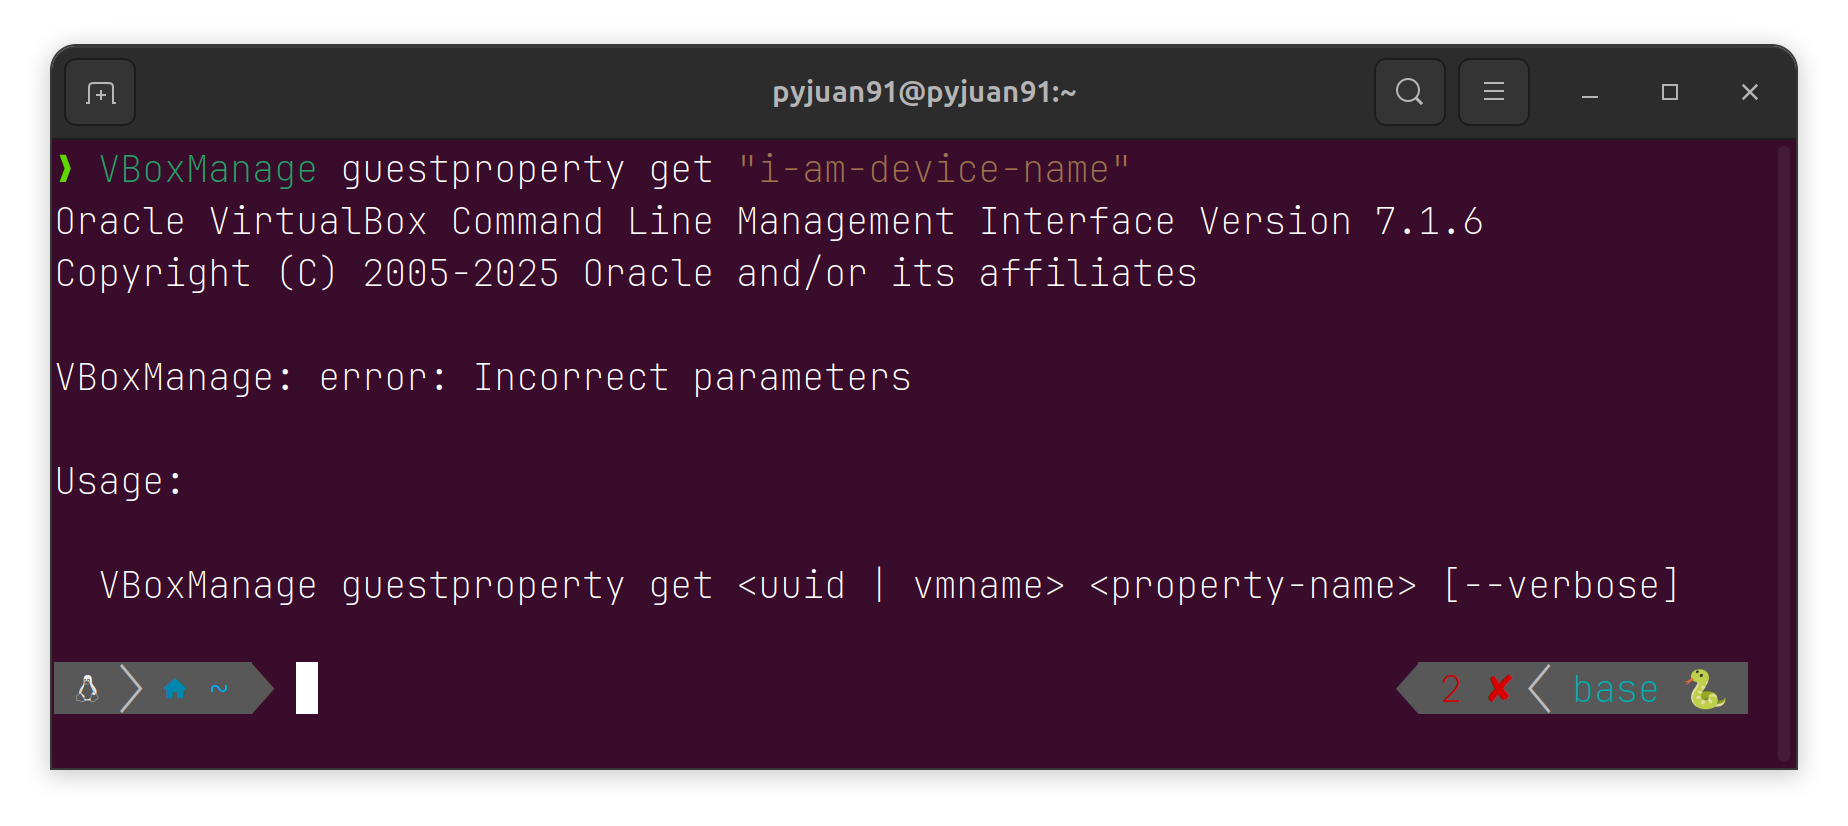 pyjuan91@pyjuan91:~
❱ VBoxManage guestproperty get "i-am-device-name"
Oracle VirtualBox Command Line Management Interface Version 7.1.6
Copyright (C) 2005-2025 Oracle and/or its affiliates
VBoxManage: error: Incorrect parameters
Usage:
VBoxManage guestproperty get <uuid | vmname> <property-name> [--verbose]
~ 2 ✘ base 🐍